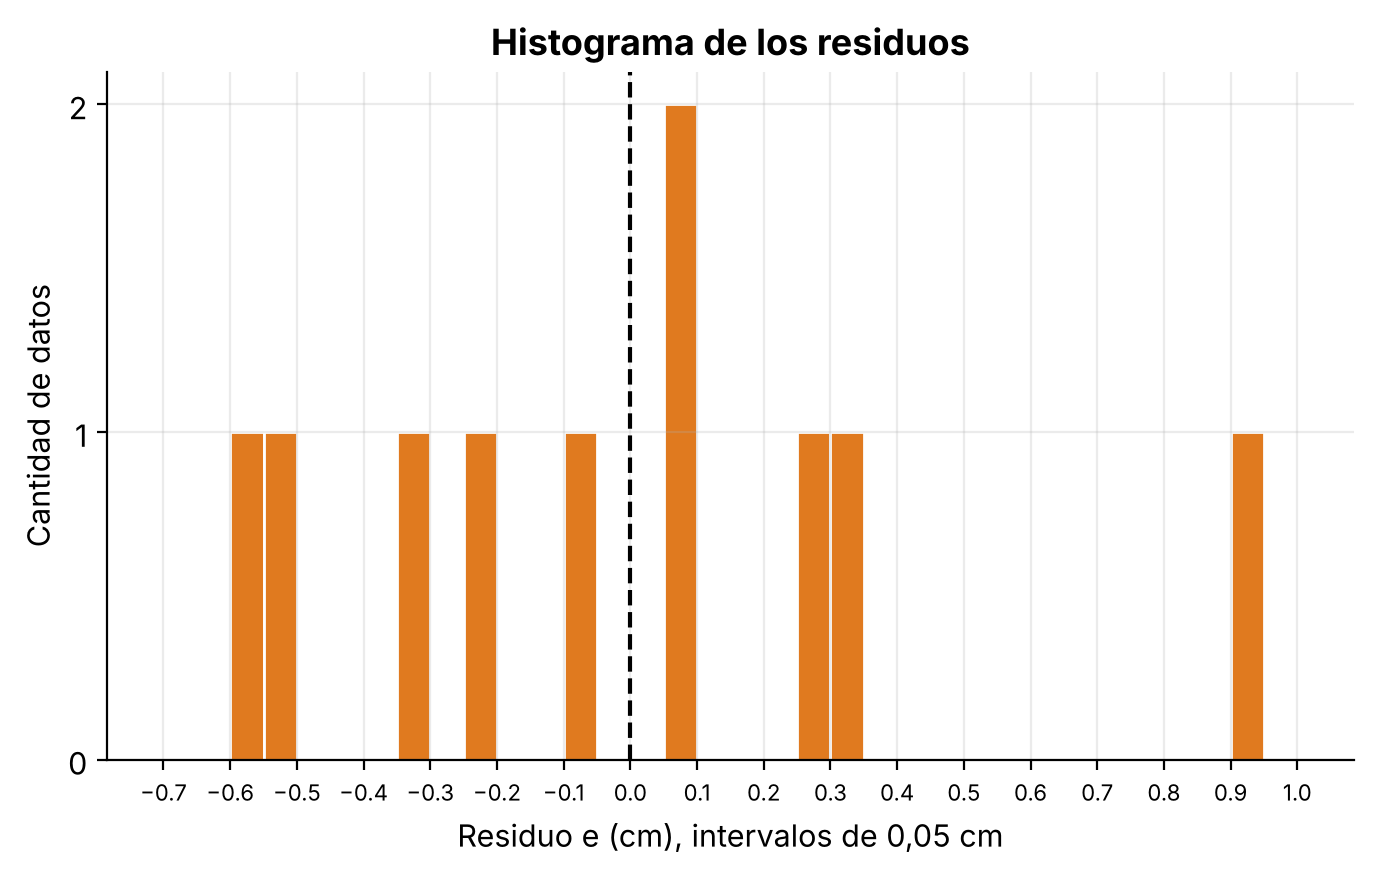 Histograma de los residuos
Cantidad de datos
2
1
0
−0.7 −0.6 −0.5 −0.4 −0.3 −0.2 −0.1 0.0 0.1 0.2 0.3 0.4 0.5 0.6 0.7 0.8 0.9 1.0
Residuo e (cm), intervalos de 0,05 cm